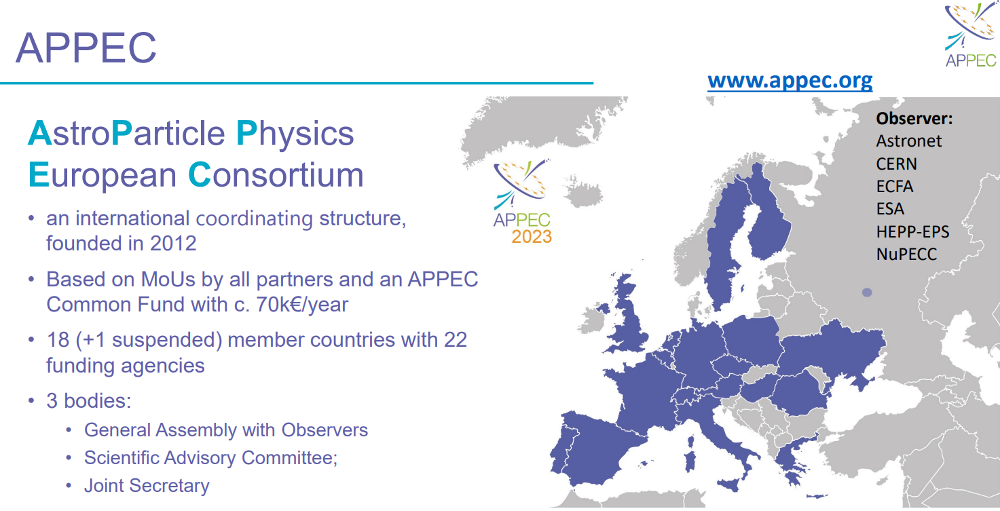 APPEC
APPEC
www.appec.org
AstroParticle Physics
European Consortium
• an international coordinating structure,
founded in 2012
• Based on MoUs by all partners and an APPEC
Common Fund with c. 70k€/year
• 18 (+1 suspended) member countries with 22
funding agencies
• 3 bodies:
• General Assembly with Observers
• Scientific Advisory Committee;
• Joint Secretary
APPEC
2023
Observer:
Astronet
CERN
ECFA
ESA
HEPP-EPS
NuPECC